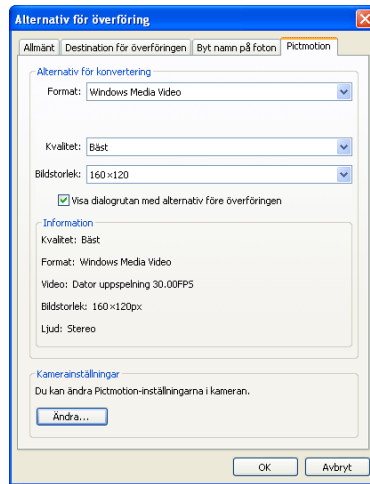 Alternativ för överföring
Allmänt Destination för överföringen Byt namn på foton Pictmotion
Alternativ för konvertering
Format: Windows Media Video
Kvalitet: Bäst
Bildstorlek: 160×120
Visa dialogrutan med alternativ före överföringen
Information
Kvalitet: Bäst
Format: Windows Media Video
Video: Dator uppspelning 30.00FPS
Bildstorlek: 160×120px
Ljud: Stereo
Kamerainställningar
Du kan ändra Pictmotion-inställningarna i kameran.
Ändra...
OK Avbryt